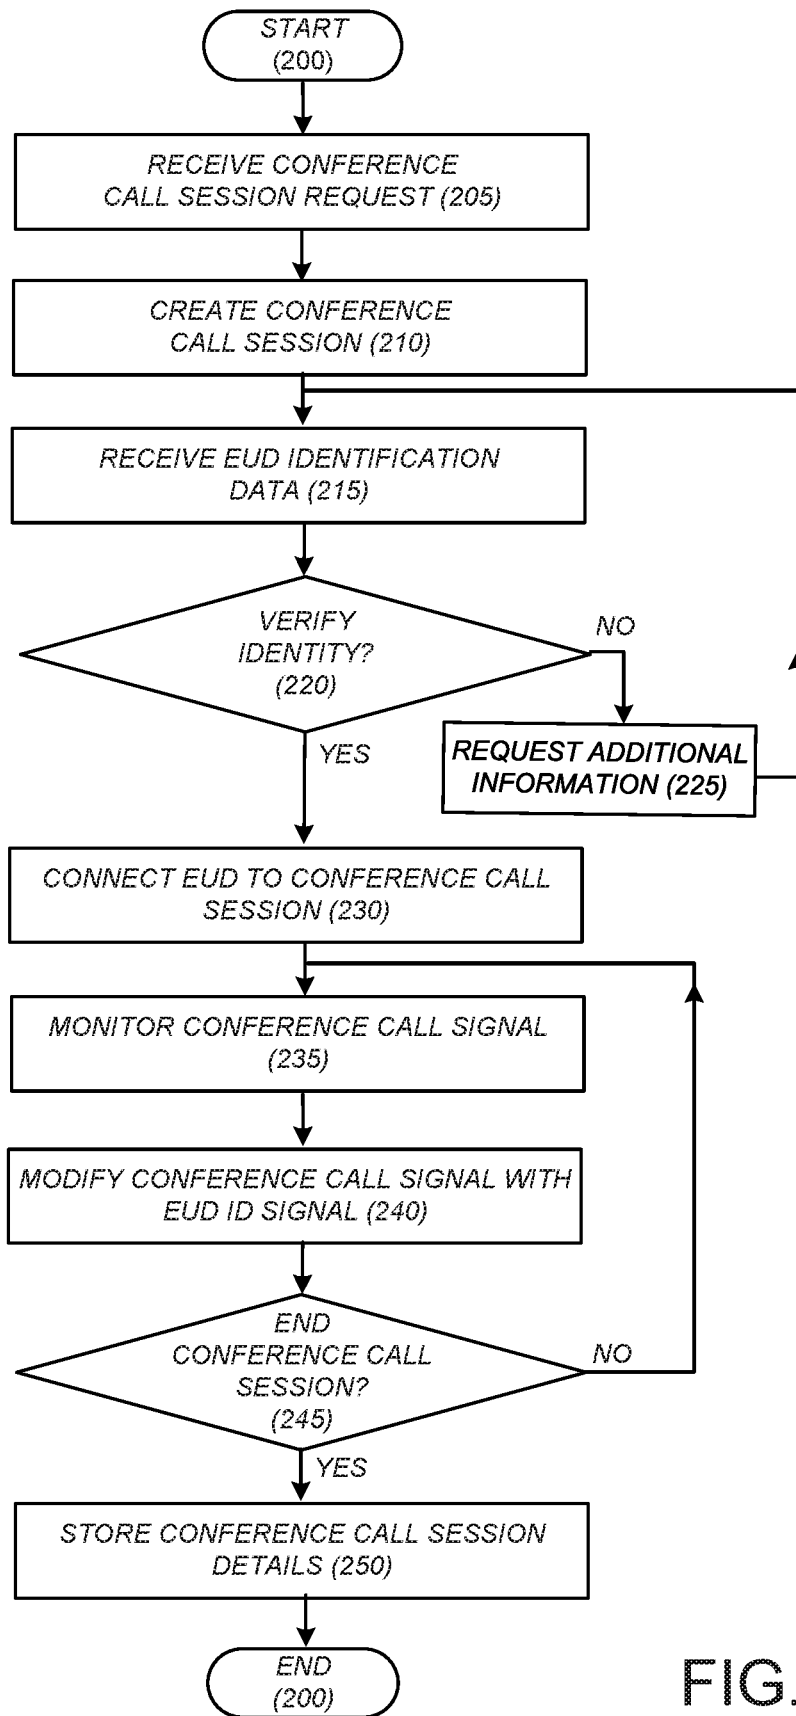 START
(200)
RECEIVE CONFERENCE
CALL SESSION REQUEST (205)
CREATE CONFERENCE
CALL SESSION (210)
RECEIVE EUD IDENTIFICATION
DATA (215)
VERIFY
IDENTITY?
(220)
NO
YES
REQUEST ADDITIONAL
INFORMATION (225)
CONNECT EUD TO CONFERENCE CALL
SESSION (230)
MONITOR CONFERENCE CALL SIGNAL
(235)
MODIFY CONFERENCE CALL SIGNAL WITH
EUD ID SIGNAL (240)
END
CONFERENCE CALL
SESSION?
(245)
NO
YES
STORE CONFERENCE CALL SESSION
DETAILS (250)
END
(200)
FIG.